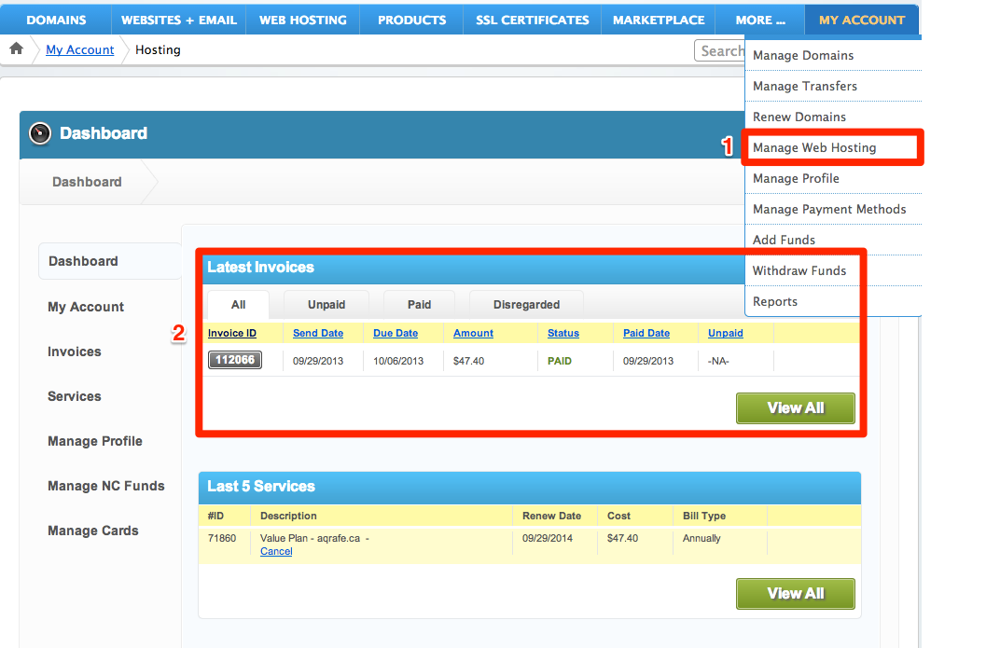 DOMAINS WEBSITES + EMAIL WEB HOSTING PRODUCTS SSL CERTIFICATES MARKETPLACE MORE ... MY ACCOUNT
My Account Hosting Search
Manage Domains
Manage Transfers
Renew Domains
1 Manage Web Hosting
Manage Profile
Manage Payment Methods
Add Funds
Withdraw Funds
Reports
Dashboard
Dashboard
Dashboard
My Account
Invoices
Services
Manage Profile
Manage NC Funds
Manage Cards
Latest Invoices
All Unpaid Paid Disregarded
2 Invoice ID Send Date Due Date Amount Status Paid Date Unpaid
112066 09/29/2013 10/06/2013 $47.40 PAID 09/29/2013 -NA-
View All
Last 5 Services
#ID Description Renew Date Cost Bill Type
71860 Value Plan - aqrafe.ca - 09/29/2014 $47.40 Annually
Cancel
View All